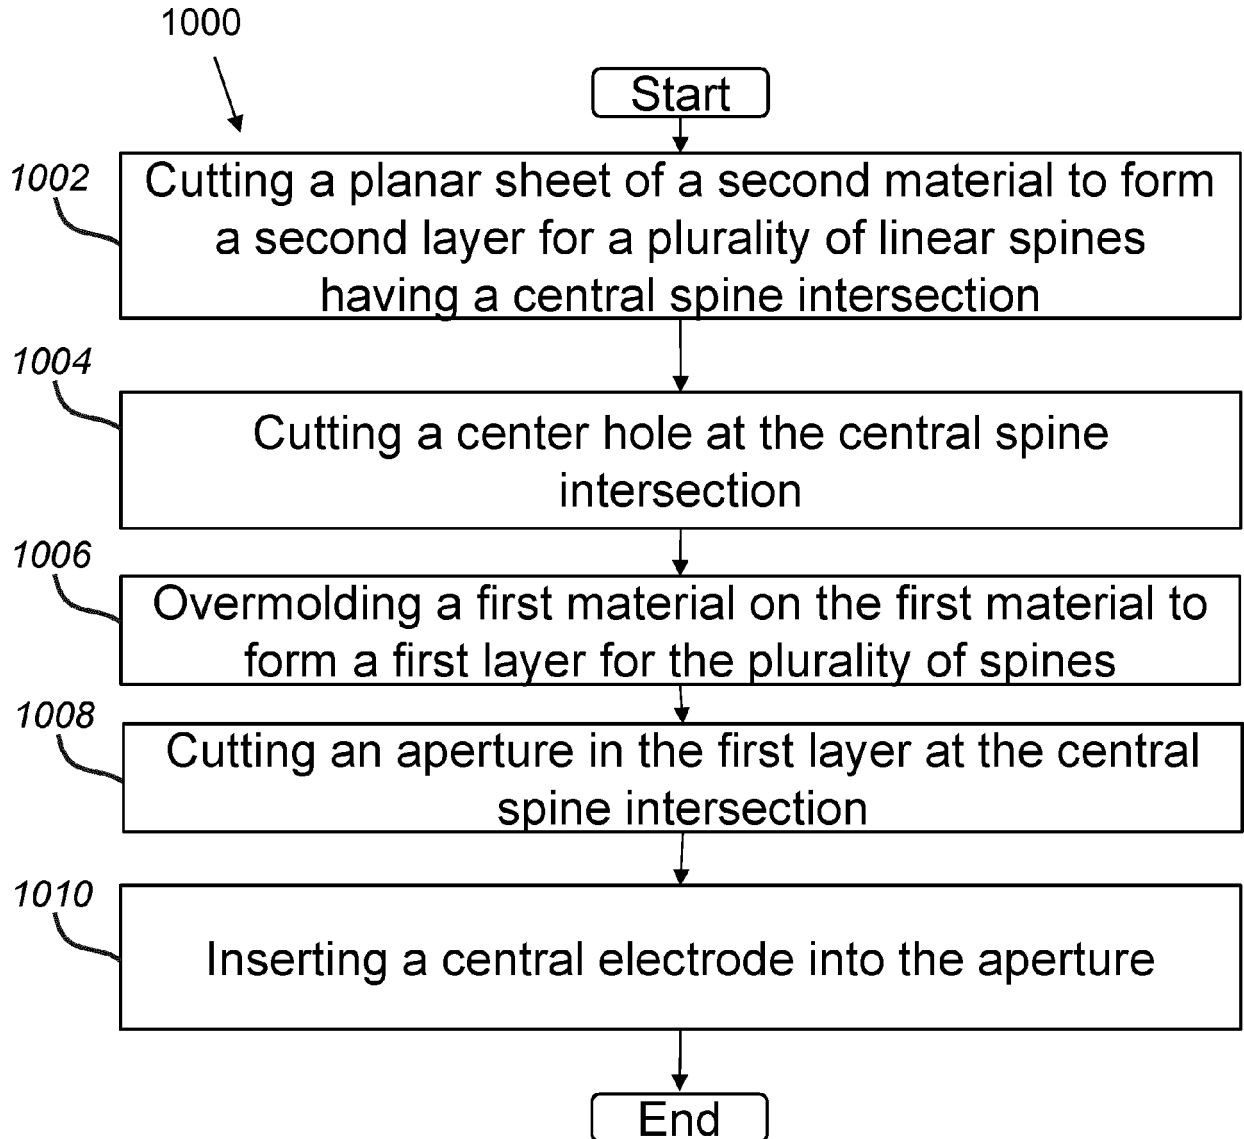 1000
Start
1002
Cutting a planar sheet of a second material to form
a second layer for a plurality of linear spines
having a central spine intersection
1004
Cutting a center hole at the central spine
intersection
1006
Overmolding a first material on the first material to
form a first layer for the plurality of spines
1008
Cutting an aperture in the first layer at the central
spine intersection
1010
Inserting a central electrode into the aperture
End